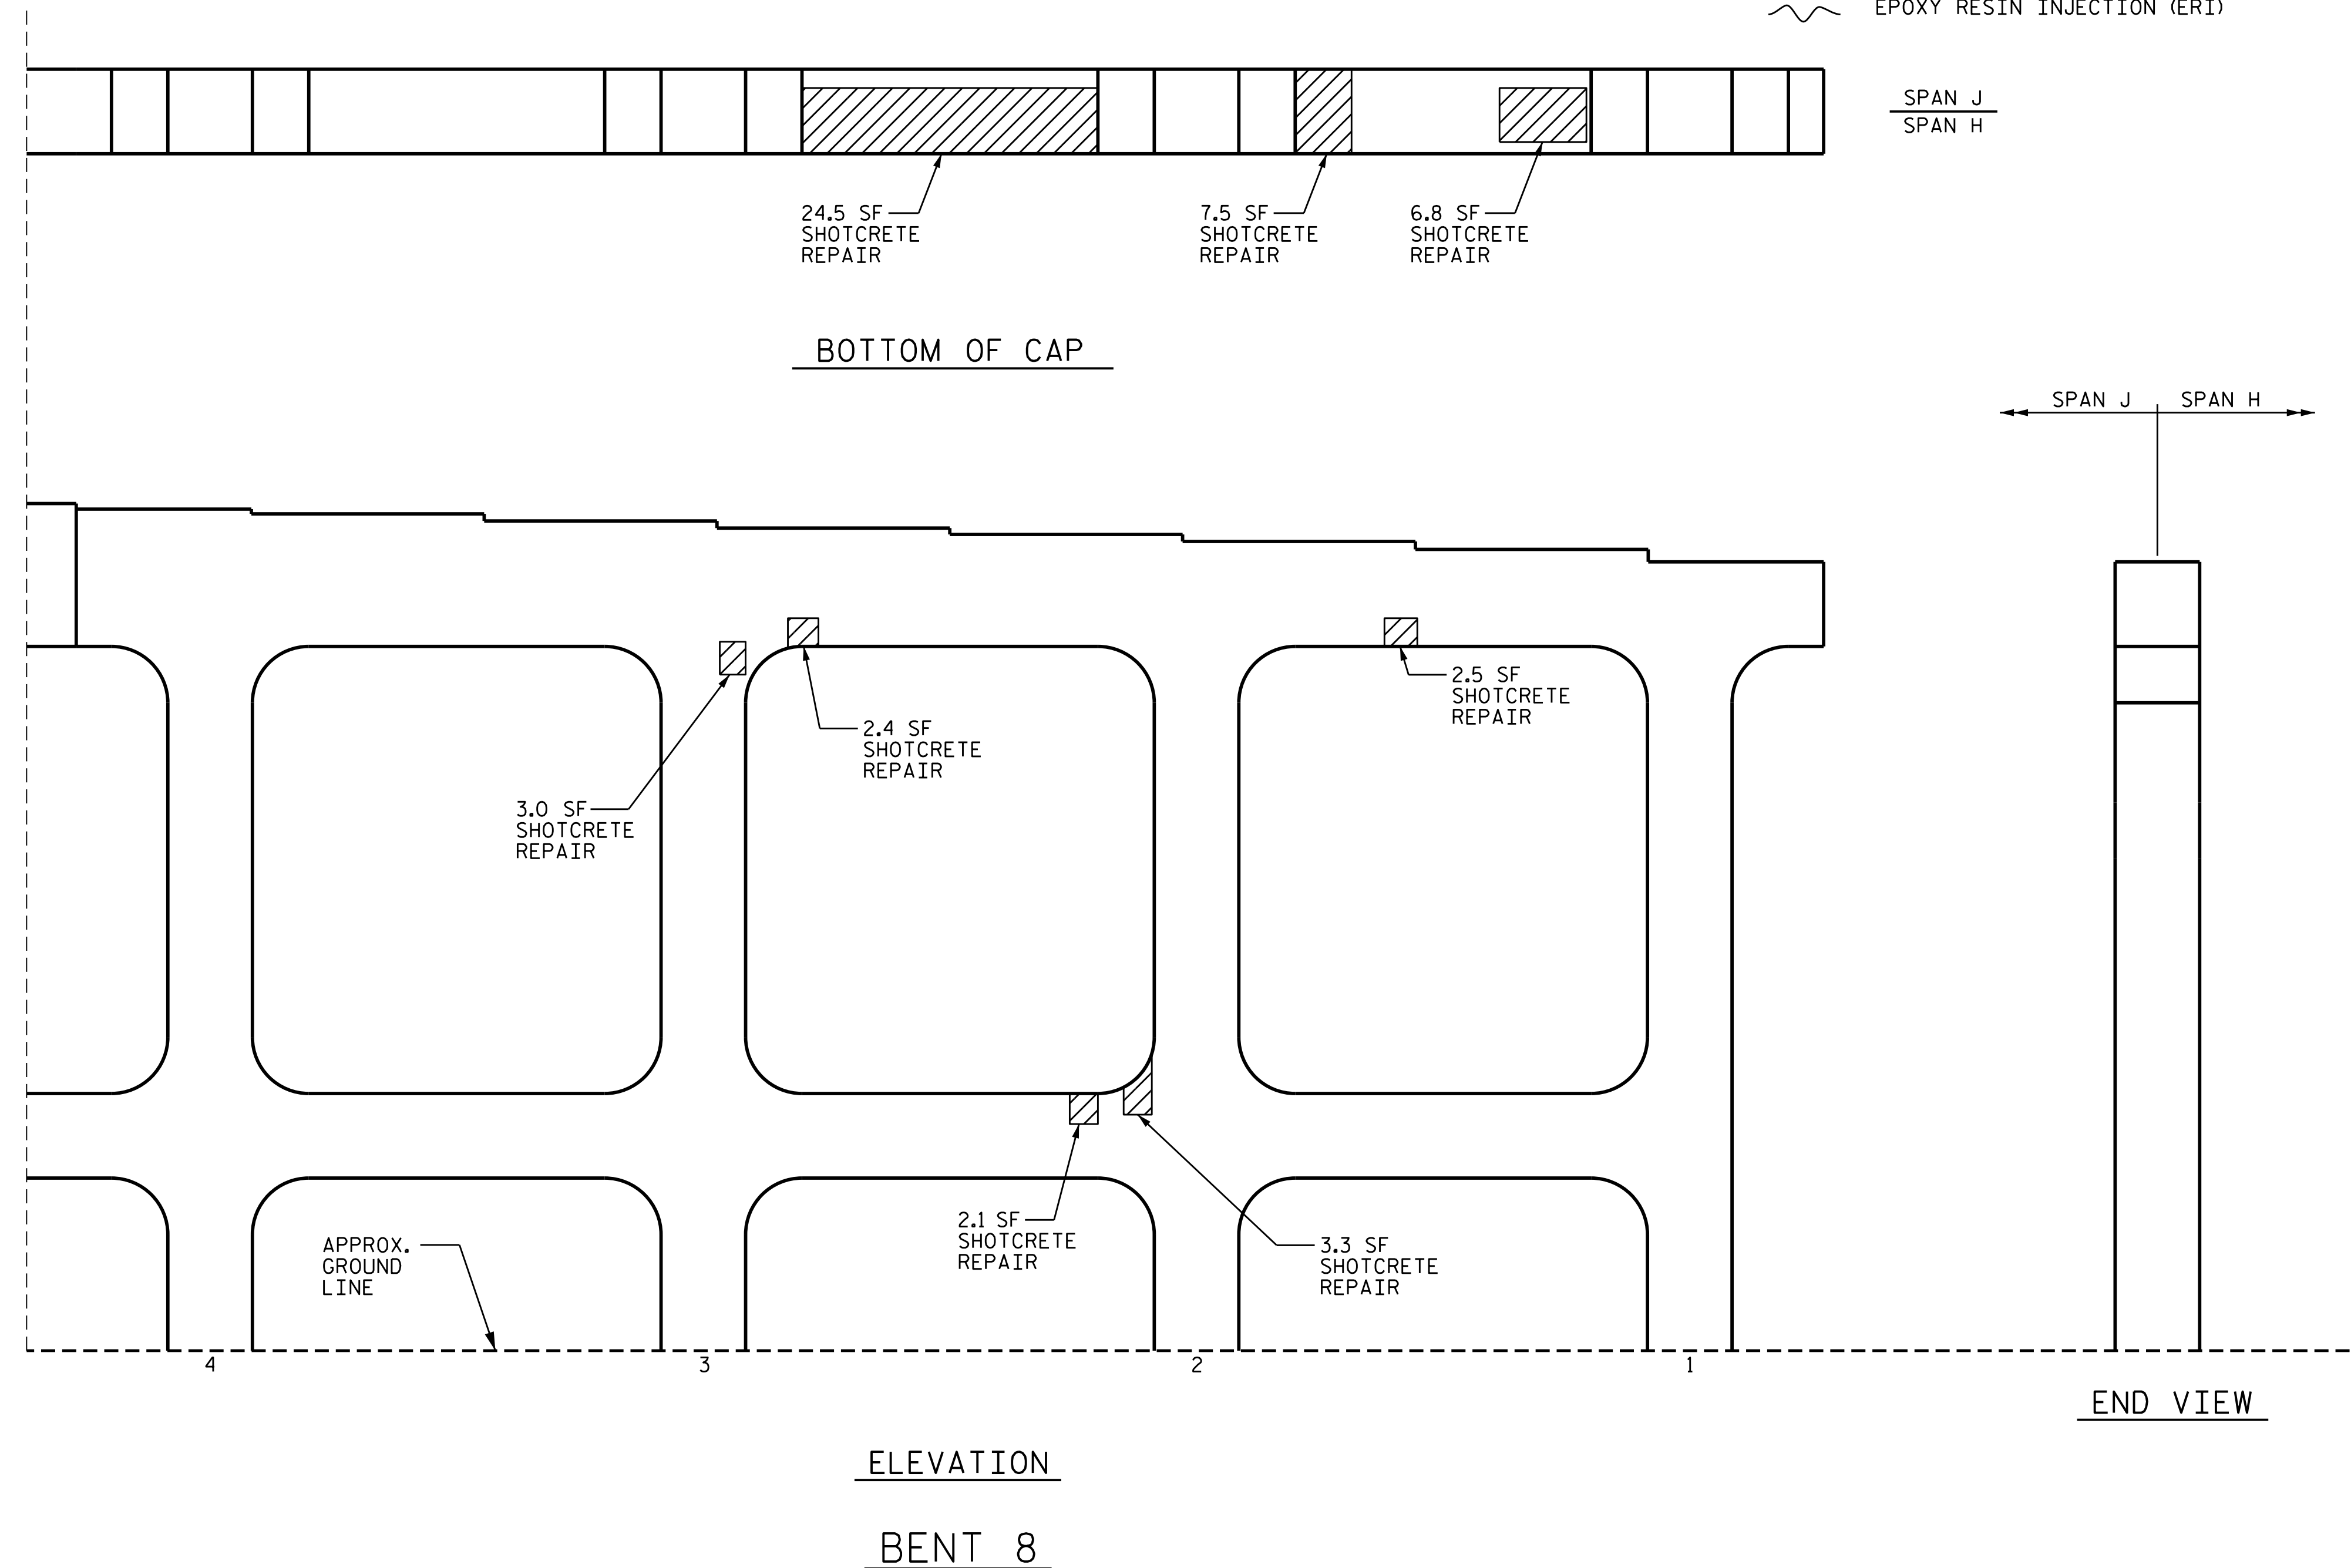 EPOXY RESIN INJECTION (ERI)
SPAN J
SPAN H
24.5 SF
SHOTCRETE
REPAIR
7.5 SF
SHOTCRETE
REPAIR
6.8 SF
SHOTCRETE
REPAIR
BOTTOM OF CAP
SPAN J
SPAN H
2.5 SF
SHOTCRETE
REPAIR
2.4 SF
SHOTCRETE
REPAIR
3.0 SF
SHOTCRETE
REPAIR
2.1 SF
SHOTCRETE
REPAIR
3.3 SF
SHOTCRETE
REPAIR
APPROX.
GROUND
LINE
4
3
2
1
END VIEW
ELEVATION
BENT 8